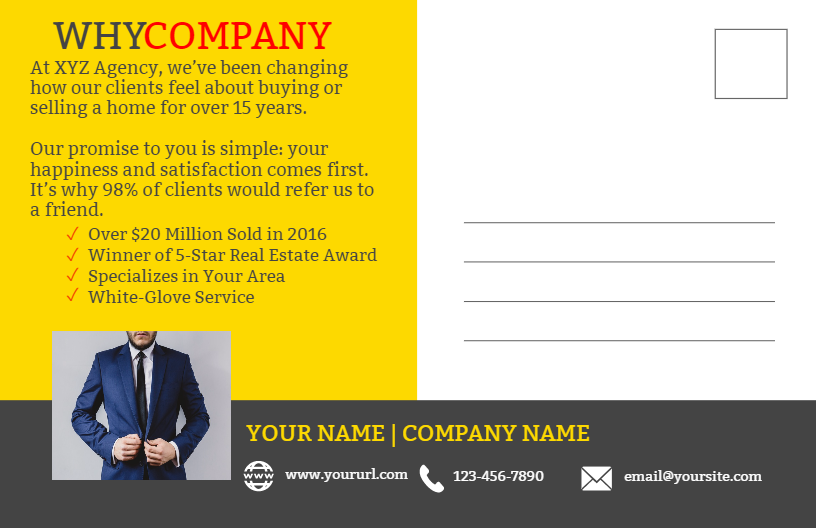 WHYCOMPANY
At XYZ Agency, we’ve been changing
how our clients feel about buying or
selling a home for over 15 years.
Our promise to you is simple: your
happiness and satisfaction comes first.
It’s why 98% of clients would refer us to
a friend.
Over $20 Million Sold in 2016
Winner of 5-Star Real Estate Award
Specializes in Your Area
White-Glove Service
YOUR NAME | COMPANY NAME
www.yoururl.com 123-456-7890 email@yoursite.com